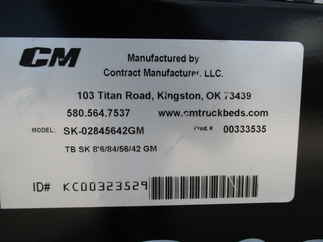 CM
Manufactured by
Contract Manufacturer, LLC.
103 Titan Road, Kingston, OK 73439
580.564.7537 www.cmtruckbeds.com
MODEL: SK-02845642GM 00333535
TB SK 8'6/84/56/42 GM
ID# KC00323529